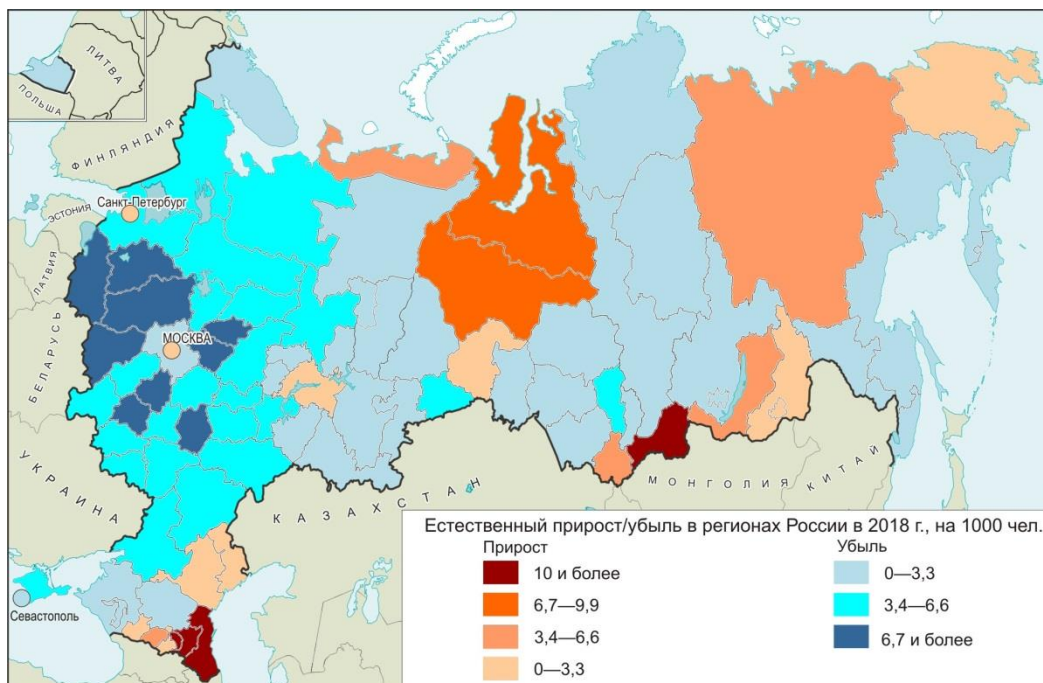 ЛИТВА
ПОЛЬША
ФИНЛЯНДИЯ
Санкт-Петербург
ЭСТОНИЯ
ЛАТВИЯ
БЕЛАРУСЬ
МОСКВА
УКРАИНА
КАЗАХСТАН
МОНГОЛИЯ
КИТАЙ
Севастополь
Естественный прирост/убыль в регионах России в 2018 г., на 1000 чел.
Прирост
10 и более
6,7—9,9
3,4—6,6
0—3,3
Убыль
0—3,3
3,4—6,6
6,7 и более